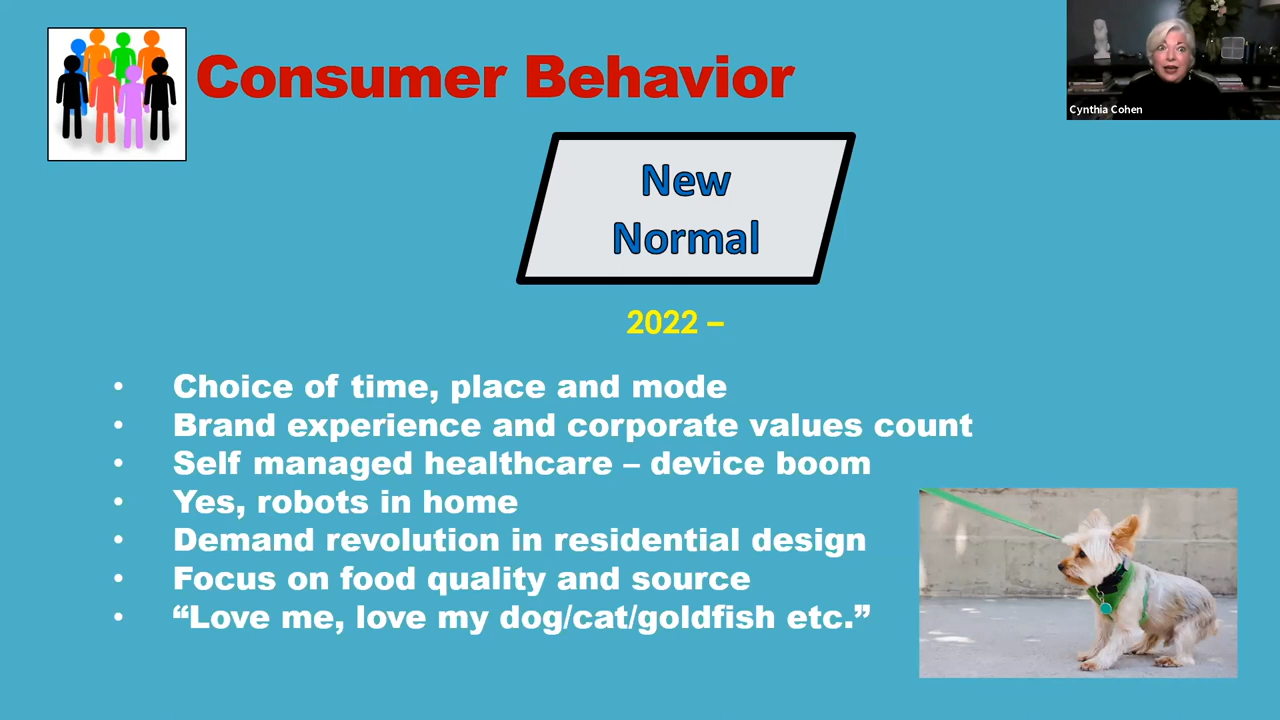 Consumer Behavior
Cynthia Cohen
New
Normal
2022 –
• Choice of time, place and mode
• Brand experience and corporate values count
• Self managed healthcare – device boom
• Yes, robots in home
• Demand revolution in residential design
• Focus on food quality and source
• “Love me, love my dog/cat/goldfish etc.”